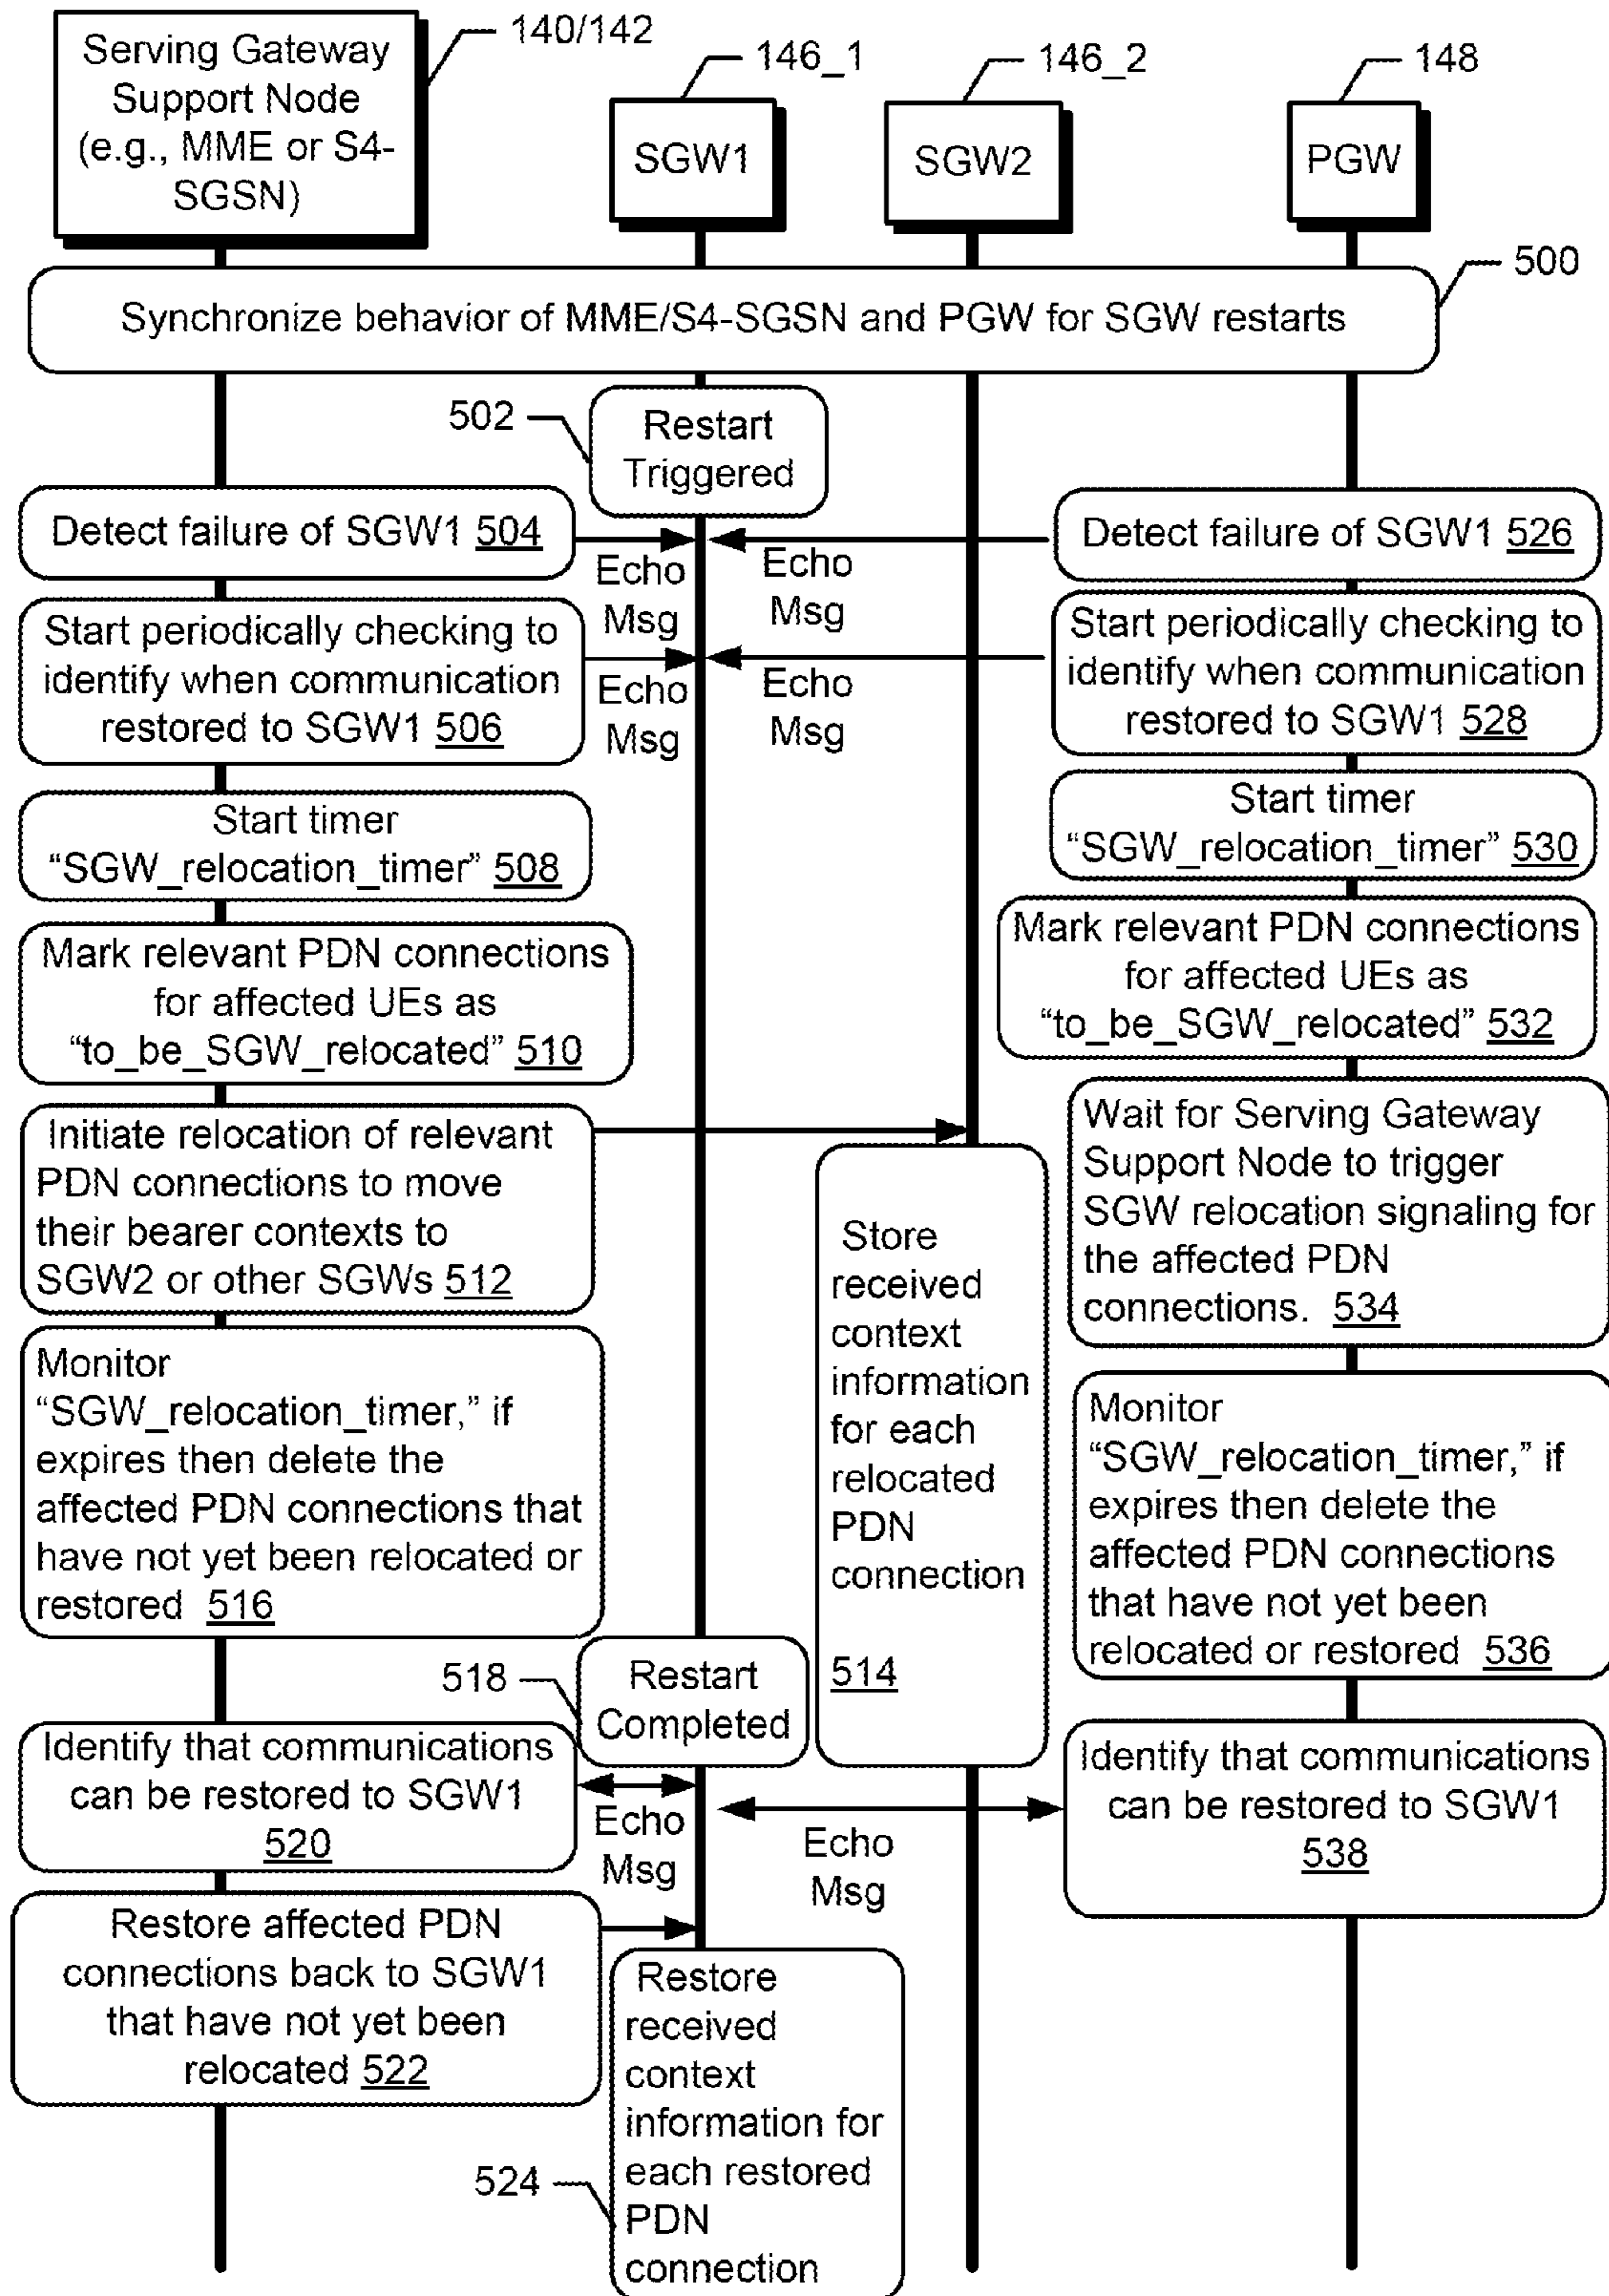 Serving Gateway
Support Node
(e.g., MME or S4-
SGSN)
140/142
SGW1
146_1
SGW2
146_2
PGW
148
Synchronize behavior of MME/S4-SGSN and PGW for SGW restarts
500
502
Restart
Triggered
Detect failure of SGW1 504
Echo
Msg
Echo
Msg
Detect failure of SGW1 526
Start periodically checking to
identify when communication
restored to SGW1 506
Echo
Msg
Echo
Msg
Start periodically checking to
identify when communication
restored to SGW1 528
Start timer
“SGW_relocation_timer” 508
Start timer
“SGW_relocation_timer” 530
Mark relevant PDN connections
for affected UEs as
“to_be_SGW_relocated” 510
Mark relevant PDN connections
for affected UEs as
“to_be_SGW_relocated” 532
Initiate relocation of relevant
PDN connections to move
their bearer contexts to
SGW2 or other SGWs 512
Wait for Serving Gateway
Support Node to trigger
SGW relocation signaling for
the affected PDN
connections. 534
Store
received
context
information
for each
relocated
PDN
connection
514
Monitor
“SGW_relocation_timer,” if
expires then delete the
affected PDN connections that
have not yet been relocated or
restored 516
Monitor
“SGW_relocation_timer,” if
expires then delete the
affected PDN connections
that have not yet been
relocated or restored 536
518
Restart
Completed
Identify that communications
can be restored to SGW1
520
Echo
Msg
Echo
Msg
Identify that communications
can be restored to SGW1
538
Restore affected PDN
connections back to SGW1
that have not yet been
relocated 522
524
Restore
received
context
information for
each restored
PDN
connection